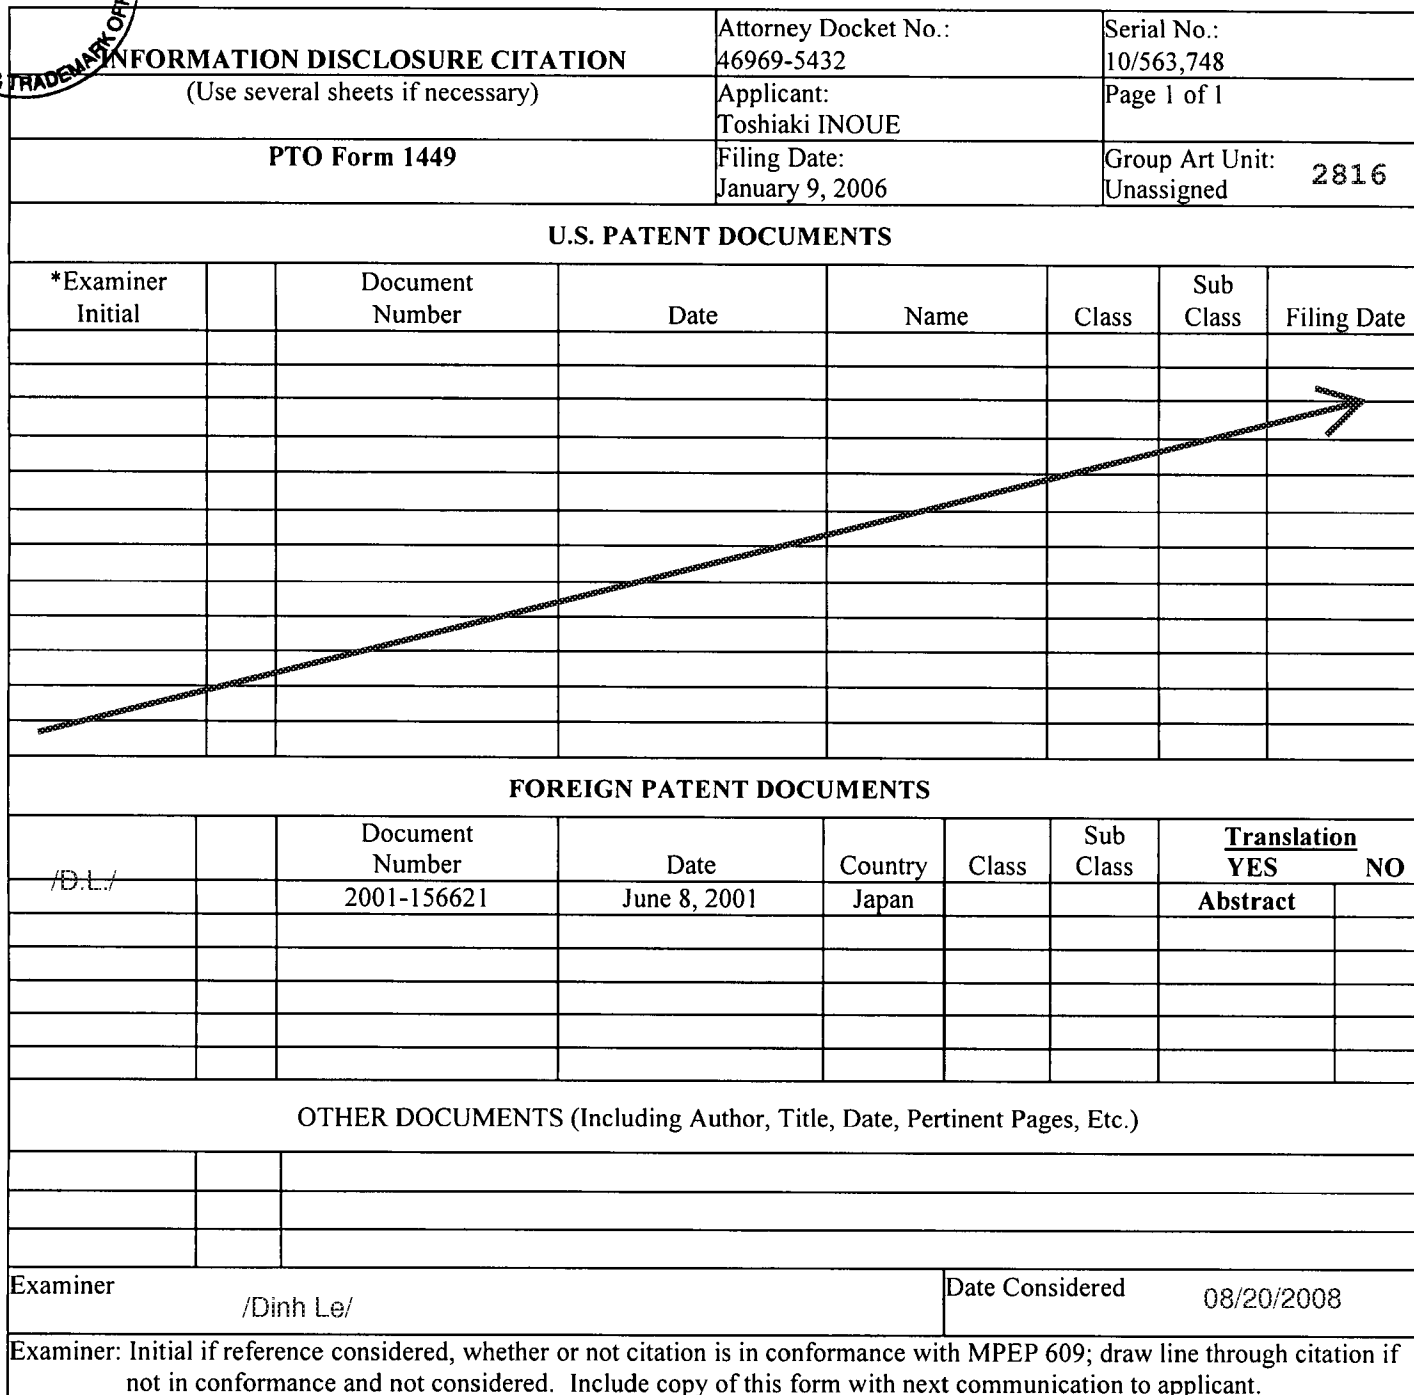 TRADEMARK OF
INFORMATION DISCLOSURE CITATION
(Use several sheets if necessary)
PTO Form 1449
Attorney Docket No.:
46969-5432
Serial No.:
10/563,748
Applicant:
Toshiaki INOUE
Page 1 of 1
Filing Date:
January 9, 2006
Group Art Unit: 2816
Unassigned
U.S. PATENT DOCUMENTS
*Examiner Document Sub
Initial Number Date Name Class Class Filing Date
FOREIGN PATENT DOCUMENTS
Document Sub Translation
Number Date Country Class Class YES NO
/D.L./
2001-156621 June 8, 2001 Japan Abstract
OTHER DOCUMENTS (Including Author, Title, Date, Pertinent Pages, Etc.)
Examiner /Dinh Le/ Date Considered 08/20/2008
Examiner: Initial if reference considered, whether or not citation is in conformance with MPEP 609; draw line through citation if
not in conformance and not considered. Include copy of this form with next communication to applicant.